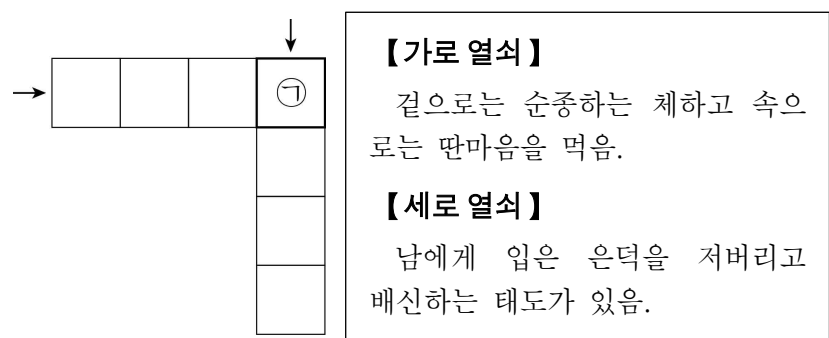 ㉠
【가로 열쇠】
겉으로는 순종하는 체하고 속으
로는 딴마음을 먹음.
【세로 열쇠】
남에게 입은 은덕을 저버리고
배신하는 태도가 있음.